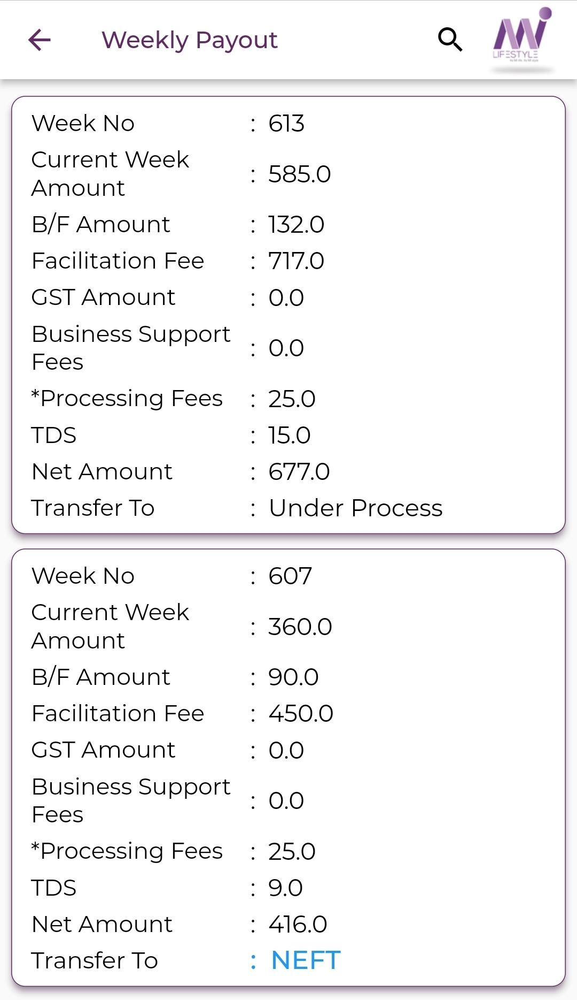 Weekly Payout
LIFESTYLE
Week No : 613
Current Week Amount : 585.0
B/F Amount : 132.0
Facilitation Fee : 717.0
GST Amount : 0.0
Business Support Fees : 0.0
*Processing Fees : 25.0
TDS : 15.0
Net Amount : 677.0
Transfer To : Under Process
Week No : 607
Current Week Amount : 360.0
B/F Amount : 90.0
Facilitation Fee : 450.0
GST Amount : 0.0
Business Support Fees : 0.0
*Processing Fees : 25.0
TDS : 9.0
Net Amount : 416.0
Transfer To : NEFT